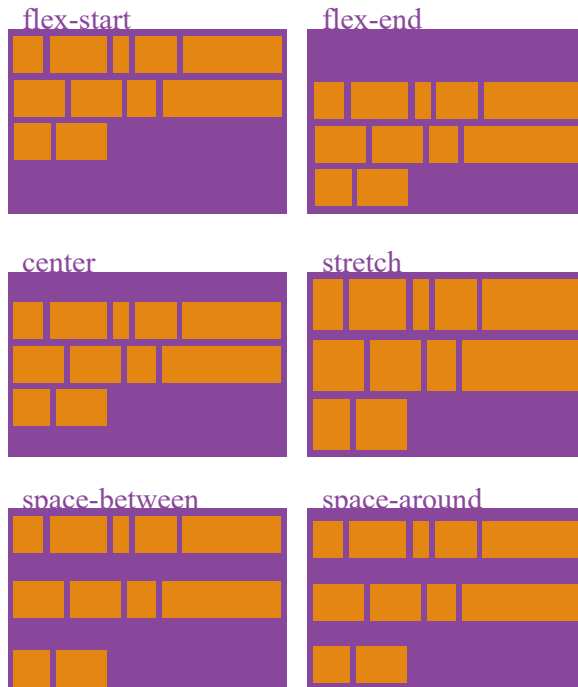 flex-start
flex-end
center
stretch
space-between
space-around